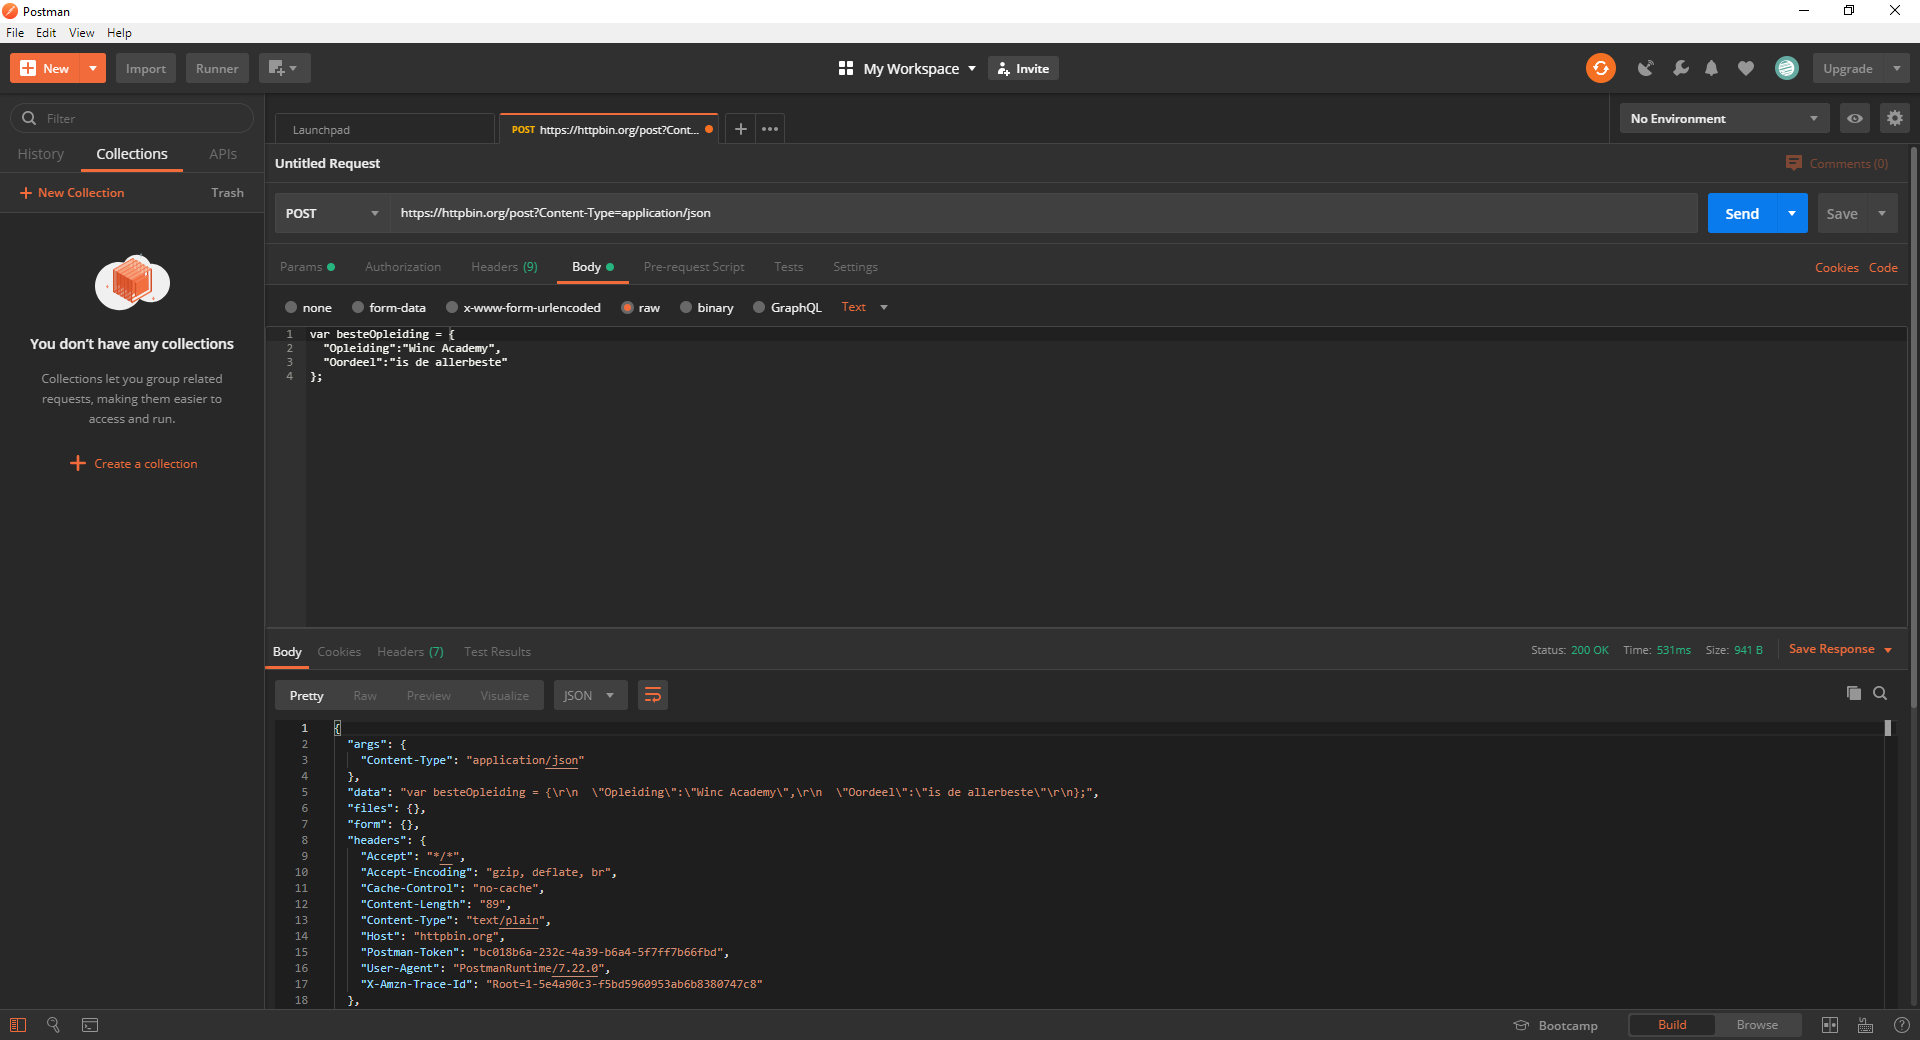 Postman
File Edit View Help
New Import Runner My Workspace Invite Upgrade
Filter
History Collections APIs
New Collection Trash
You don't have any collections
Collections let you group related
requests, making them easier to
access and run.
Create a collection
Launchpad POST https://httpbin.org/post?Cont... No Environment
Untitled Request Comments (0)
POST https://httpbin.org/post?Content-Type=application/json Send Save
Params Authorization Headers (9) Body Pre-request Script Tests Settings Cookies Code
none form-data x-www-form-urlencoded raw binary GraphQL Text
1 var besteOpleiding = {
2 "Opleiding":"Winc Academy",
3 "Oordeel":"is de allerbeste"
4 };
Body Cookies Headers (7) Test Results Status: 200 OK Time: 531ms Size: 941 B Save Response
Pretty Raw Preview Visualize JSON
1 {
2 "args": {
3 "Content-Type": "application/json"
4 },
5 "data": "var besteOpleiding = {\r\n  \"Opleiding\":\"Winc Academy\",\r\n  \"Oordeel\":\"is de allerbeste\"\r\n};",
6 "files": {},
7 "form": {},
8 "headers": {
9 "Accept": "*/*",
10 "Accept-Encoding": "gzip, deflate, br",
11 "Cache-Control": "no-cache",
12 "Content-Length": "89",
13 "Content-Type": "text/plain",
14 "Host": "httpbin.org",
15 "Postman-Token": "bc018b6a-232c-4a39-b6a4-5f7ff7b66fbd",
16 "User-Agent": "PostmanRuntime/7.22.0",
17 "X-Amzn-Trace-Id": "Root=1-5e4a90c3-f5bd5960953ab6b8380747c8"
18 },
Bootcamp Build Browse